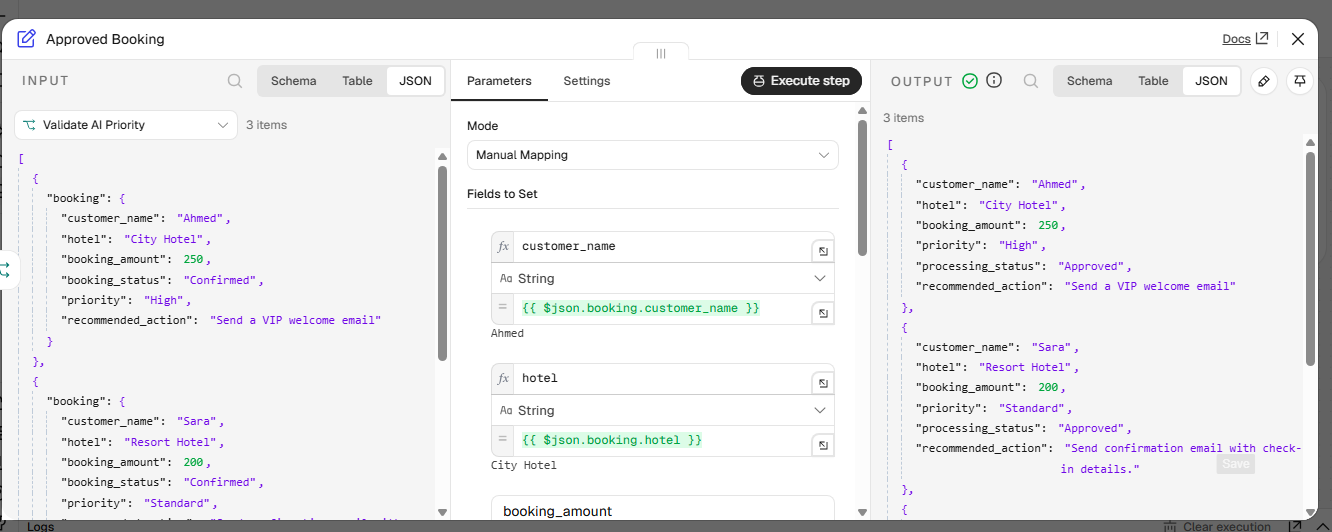 Approved Booking
Docs
INPUT
Schema Table JSON
Validate AI Priority
3 items
[
{
"booking": {
"customer_name": "Ahmed",
"hotel": "City Hotel",
"booking_amount": 250,
"booking_status": "Confirmed",
"priority": "High",
"recommended_action": "Send a VIP welcome email"
}
},
{
"booking": {
"customer_name": "Sara",
"hotel": "Resort Hotel",
"booking_amount": 200,
"booking_status": "Confirmed",
"priority": "Standard",
Parameters Settings
Execute step
Mode
Manual Mapping
Fields to Set
fx customer_name
Aa String
= {{ $json.booking.customer_name }}
Ahmed
fx hotel
Aa String
= {{ $json.booking.hotel }}
City Hotel
booking_amount
OUTPUT
Schema Table JSON
3 items
[
{
"customer_name": "Ahmed",
"hotel": "City Hotel",
"booking_amount": 250,
"priority": "High",
"processing_status": "Approved",
"recommended_action": "Send a VIP welcome email"
},
{
"customer_name": "Sara",
"hotel": "Resort Hotel",
"booking_amount": 200,
"priority": "Standard",
"processing_status": "Approved",
"recommended_action": "Send confirmation email with check-
in details."
},
{
Save
Logs
Clear execution